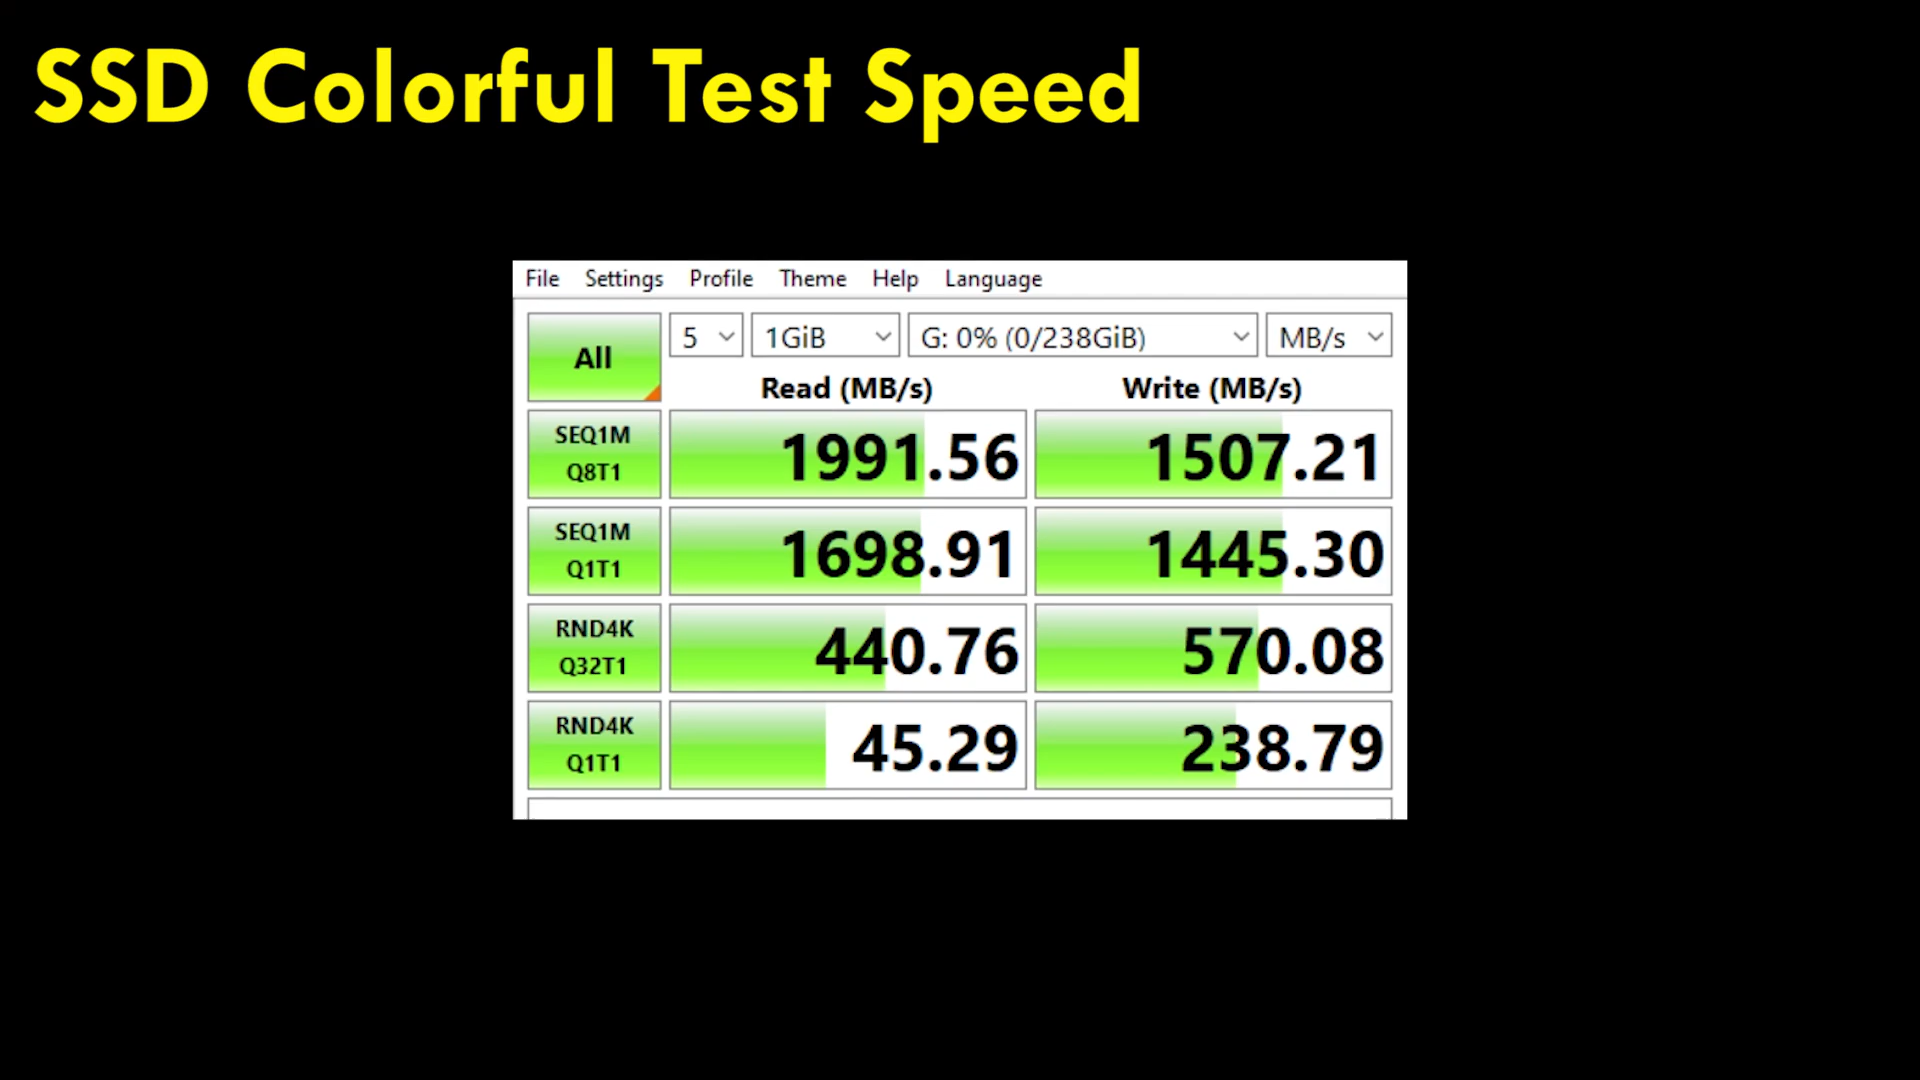 SSD Colorful Test Speed
File Settings Profile Theme Help Language
All 5 1GiB G: 0% (0/238GiB) MB/s
Read (MB/s) Write (MB/s)
SEQ1M
Q8T1
1991.56 1507.21
SEQ1M
Q1T1
1698.91 1445.30
RND4K
Q32T1
440.76 570.08
RND4K
Q1T1
45.29 238.79